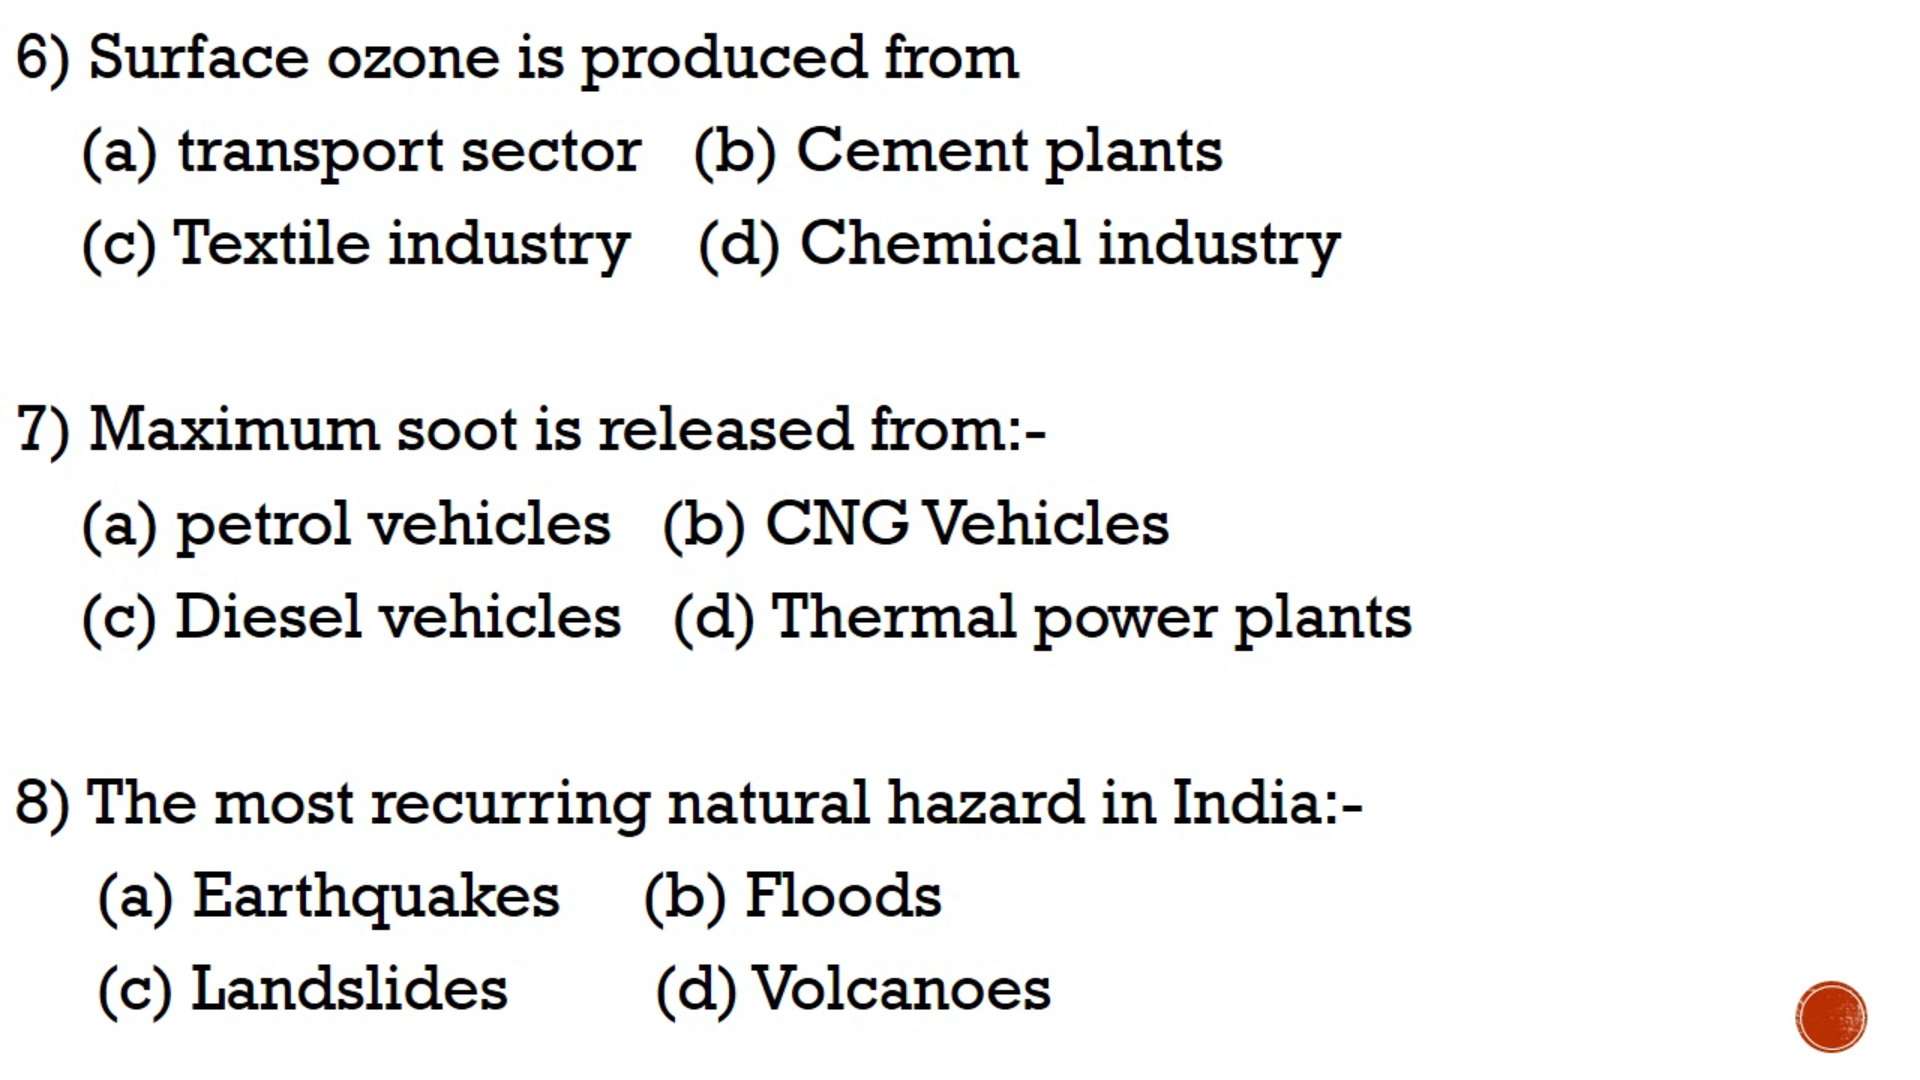 6) Surface ozone is produced from
(a) transport sector (b) Cement plants
(c) Textile industry (d) Chemical industry
7) Maximum soot is released from:-
(a) petrol vehicles (b) CNG Vehicles
(c) Diesel vehicles (d) Thermal power plants
8) The most recurring natural hazard in India:-
(a) Earthquakes (b) Floods
(c) Landslides (d) Volcanoes